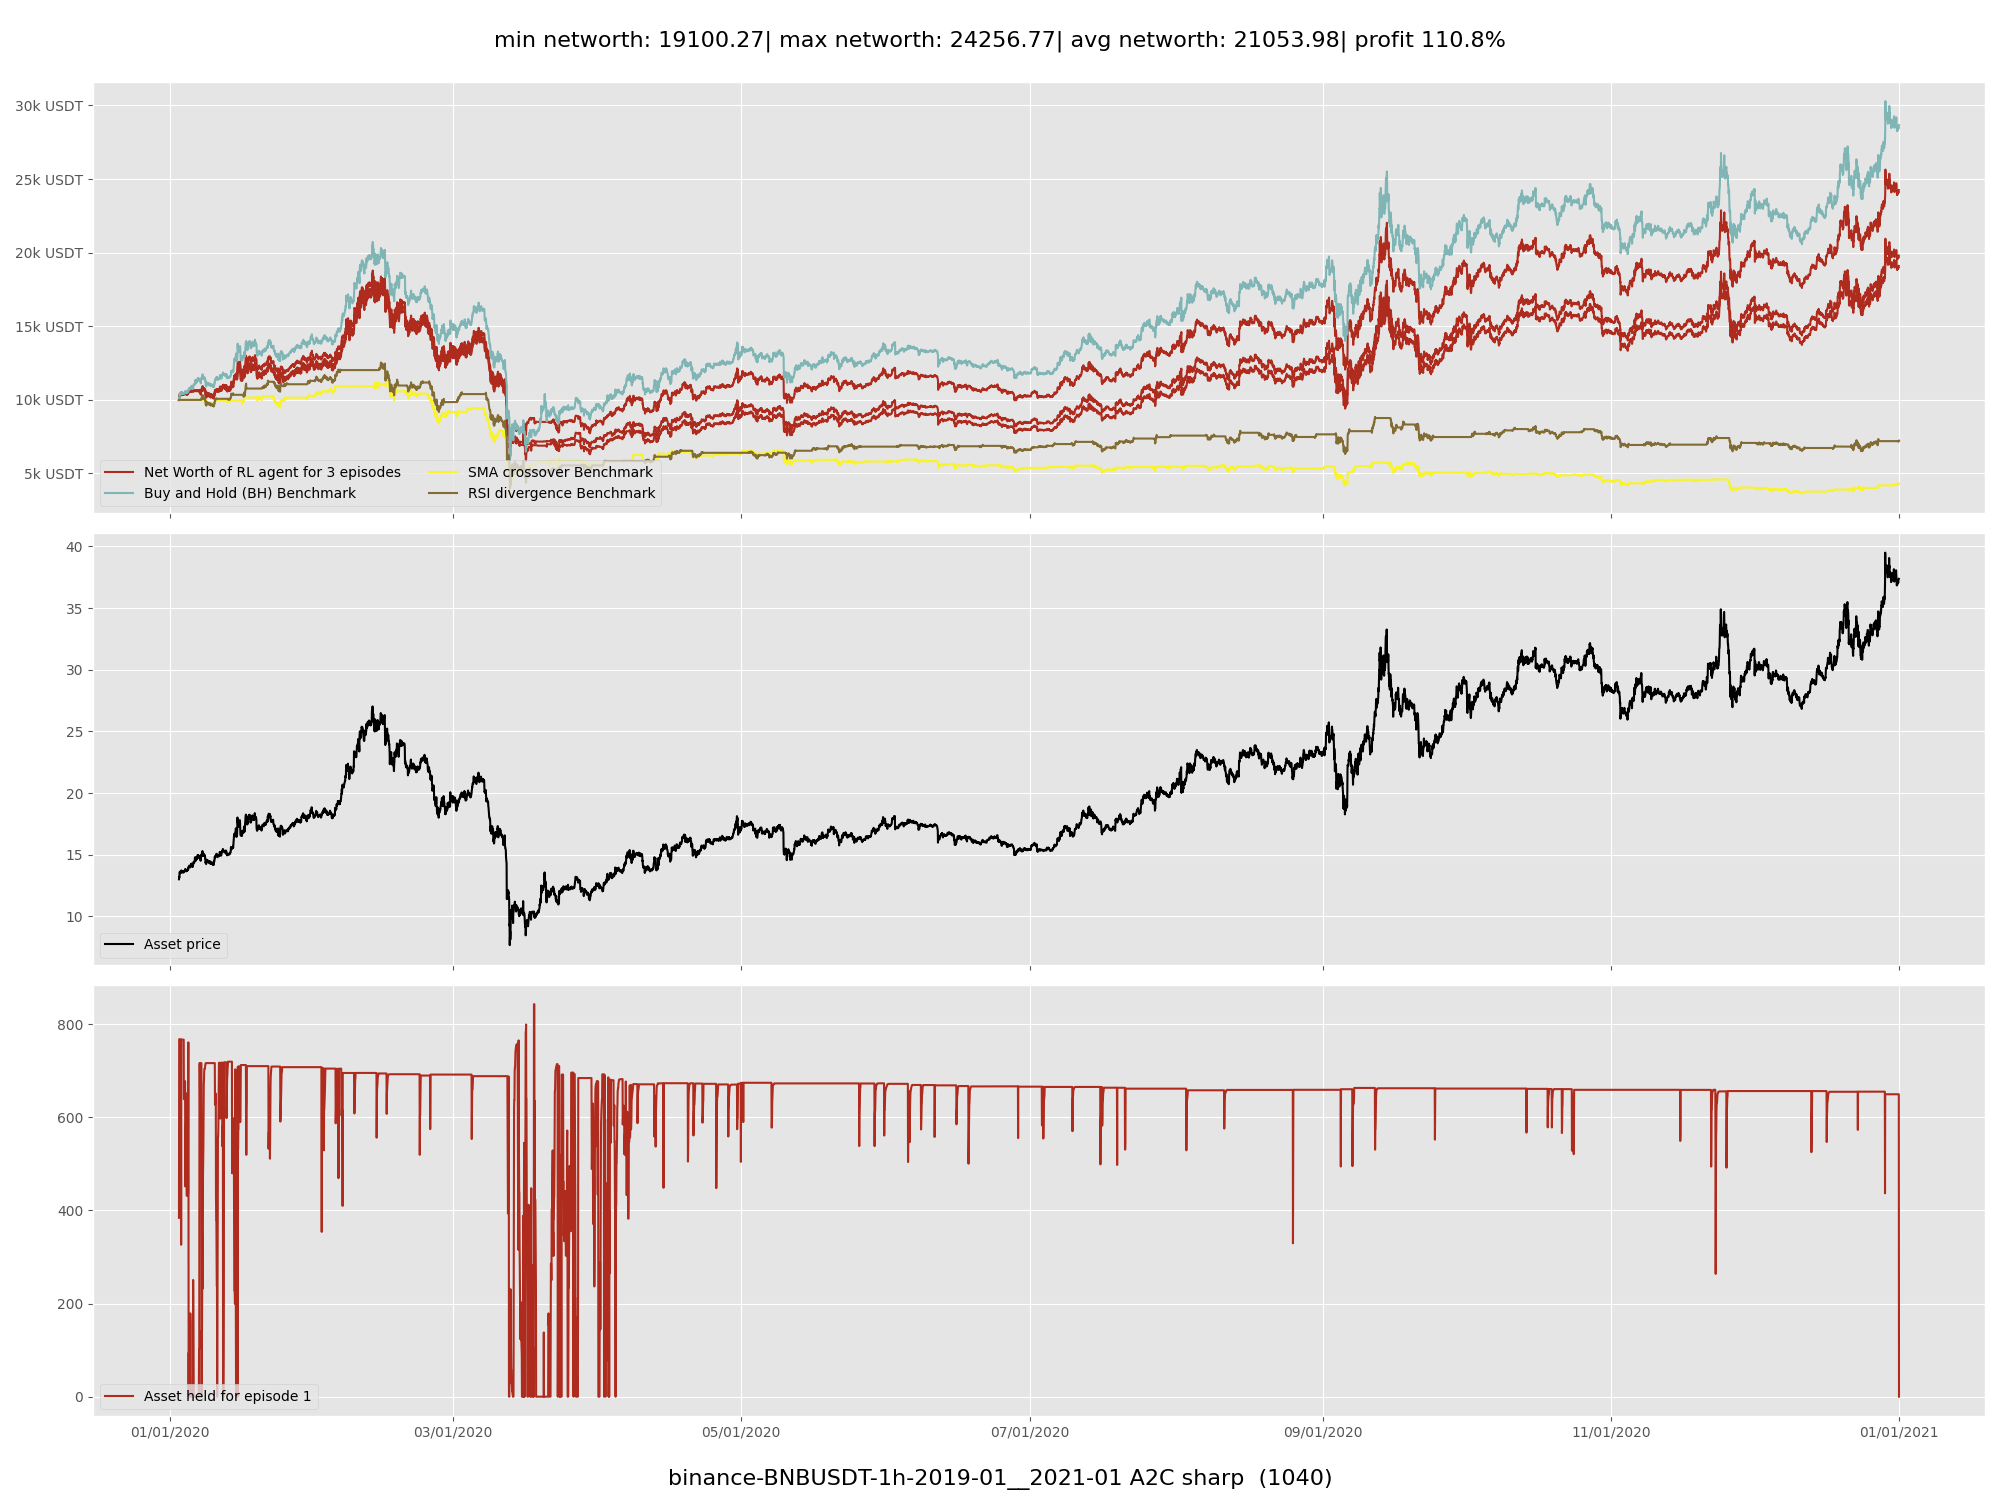 min networth: 19100.27| max networth: 24256.77| avg networth: 21053.98| profit 110.8%
30k USDT
25k USDT
20k USDT
15k USDT
10k USDT
5k USDT
Net Worth of RL agent for 3 episodes
Buy and Hold (BH) Benchmark
SMA crossover Benchmark
RSI divergence Benchmark
40
35
30
25
20
15
10
Asset price
800
600
400
200
0
Asset held for episode 1
01/01/2020 03/01/2020 05/01/2020 07/01/2020 09/01/2020 11/01/2020 01/01/2021
binance-BNBUSDT-1h-2019-01__2021-01 A2C sharp (1040)